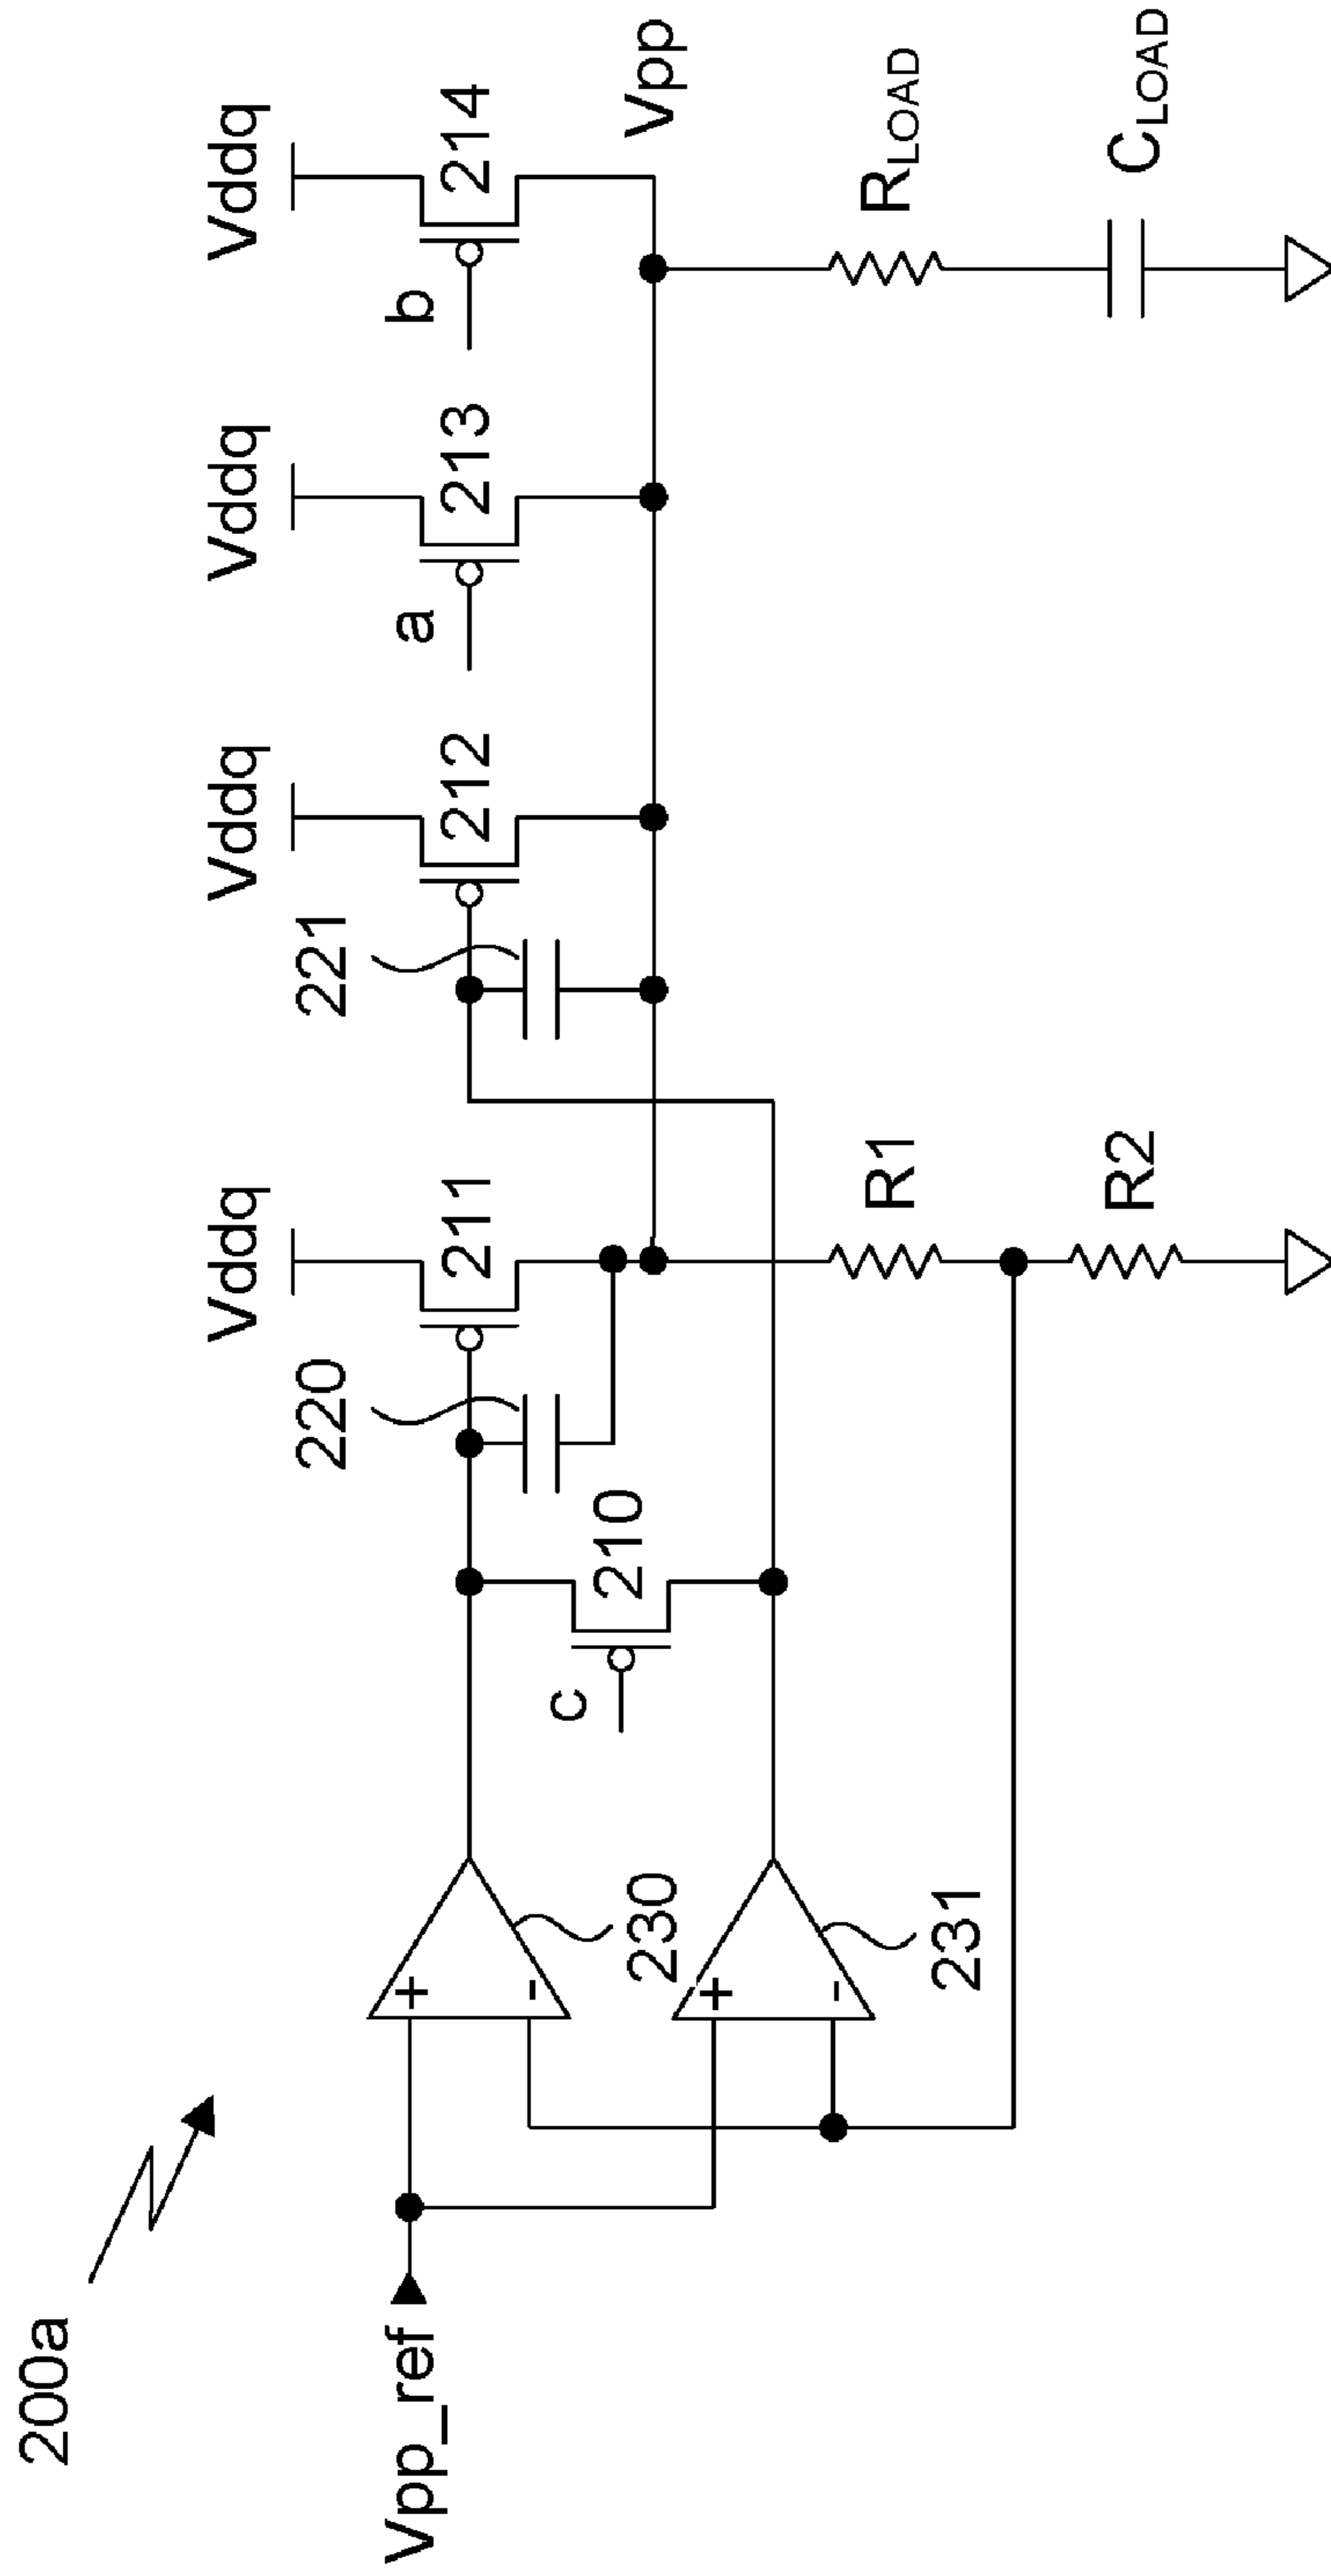 200a
Vpp_ref
Vddq
Vddq
Vddq
Vddq
220
211
221
212
a
213
b
214
Vpp
c
210
230
231
+
-
+
-
R1
R2
RLOAD
CLOAD